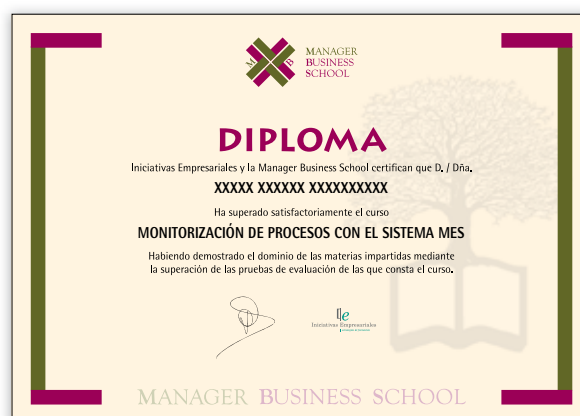 M B
MANAGER
BUSINESS
SCHOOL
DIPLOMA
Iniciativas Empresariales y la Manager Business School certifican que D. / Dña.
XXXXX XXXXXX XXXXXXXXXX
Ha superado satisfactoriamente el curso
MONITORIZACIÓN DE PROCESOS CON EL SISTEMA MES
Habiendo demostrado el dominio de las materias impartidas mediante
la superación de las pruebas de evaluación de las que consta el curso.
Iniciativas Empresariales
MANAGER BUSINESS SCHOOL